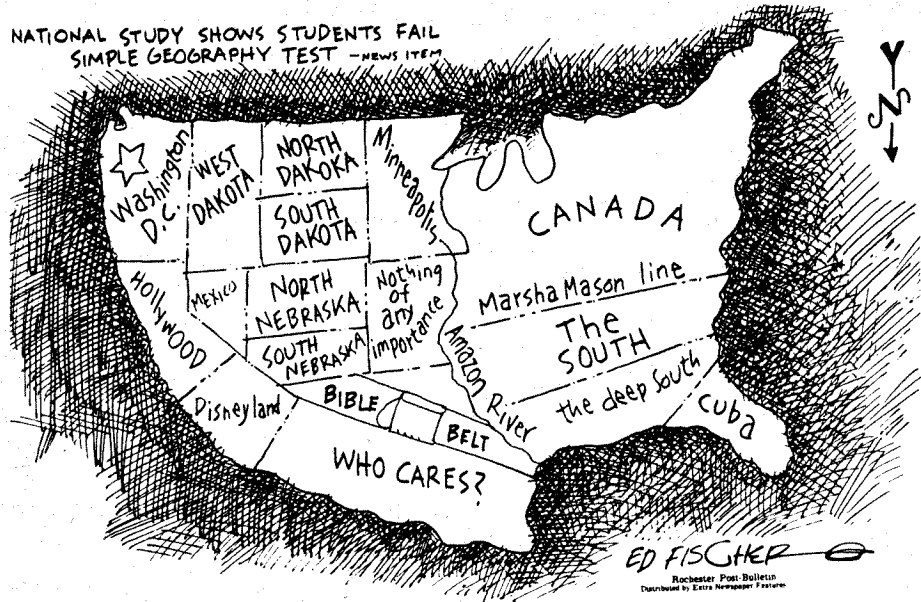 NATIONAL STUDY SHOWS STUDENTS FAIL
SIMPLE GEOGRAPHY TEST —NEWS ITEM
N
Washington
D.C.
WEST
DAKOTA
NORTH
DAKOKA
SOUTH
DAKOTA
Minneapolis
CANADA
HOLLYWOOD
MEXICO
NORTH
NEBRASKA
SOUTH
NEBRASKA
Nothing
of
any
importance
Marsha Mason line
The
SOUTH
Amazon
River
the deep South
Cuba
Disneyland
BIBLE
BELT
WHO CARES?
ED FISCHER
Rochester Post-Bulletin
Distributed by Extra Newspaper Features